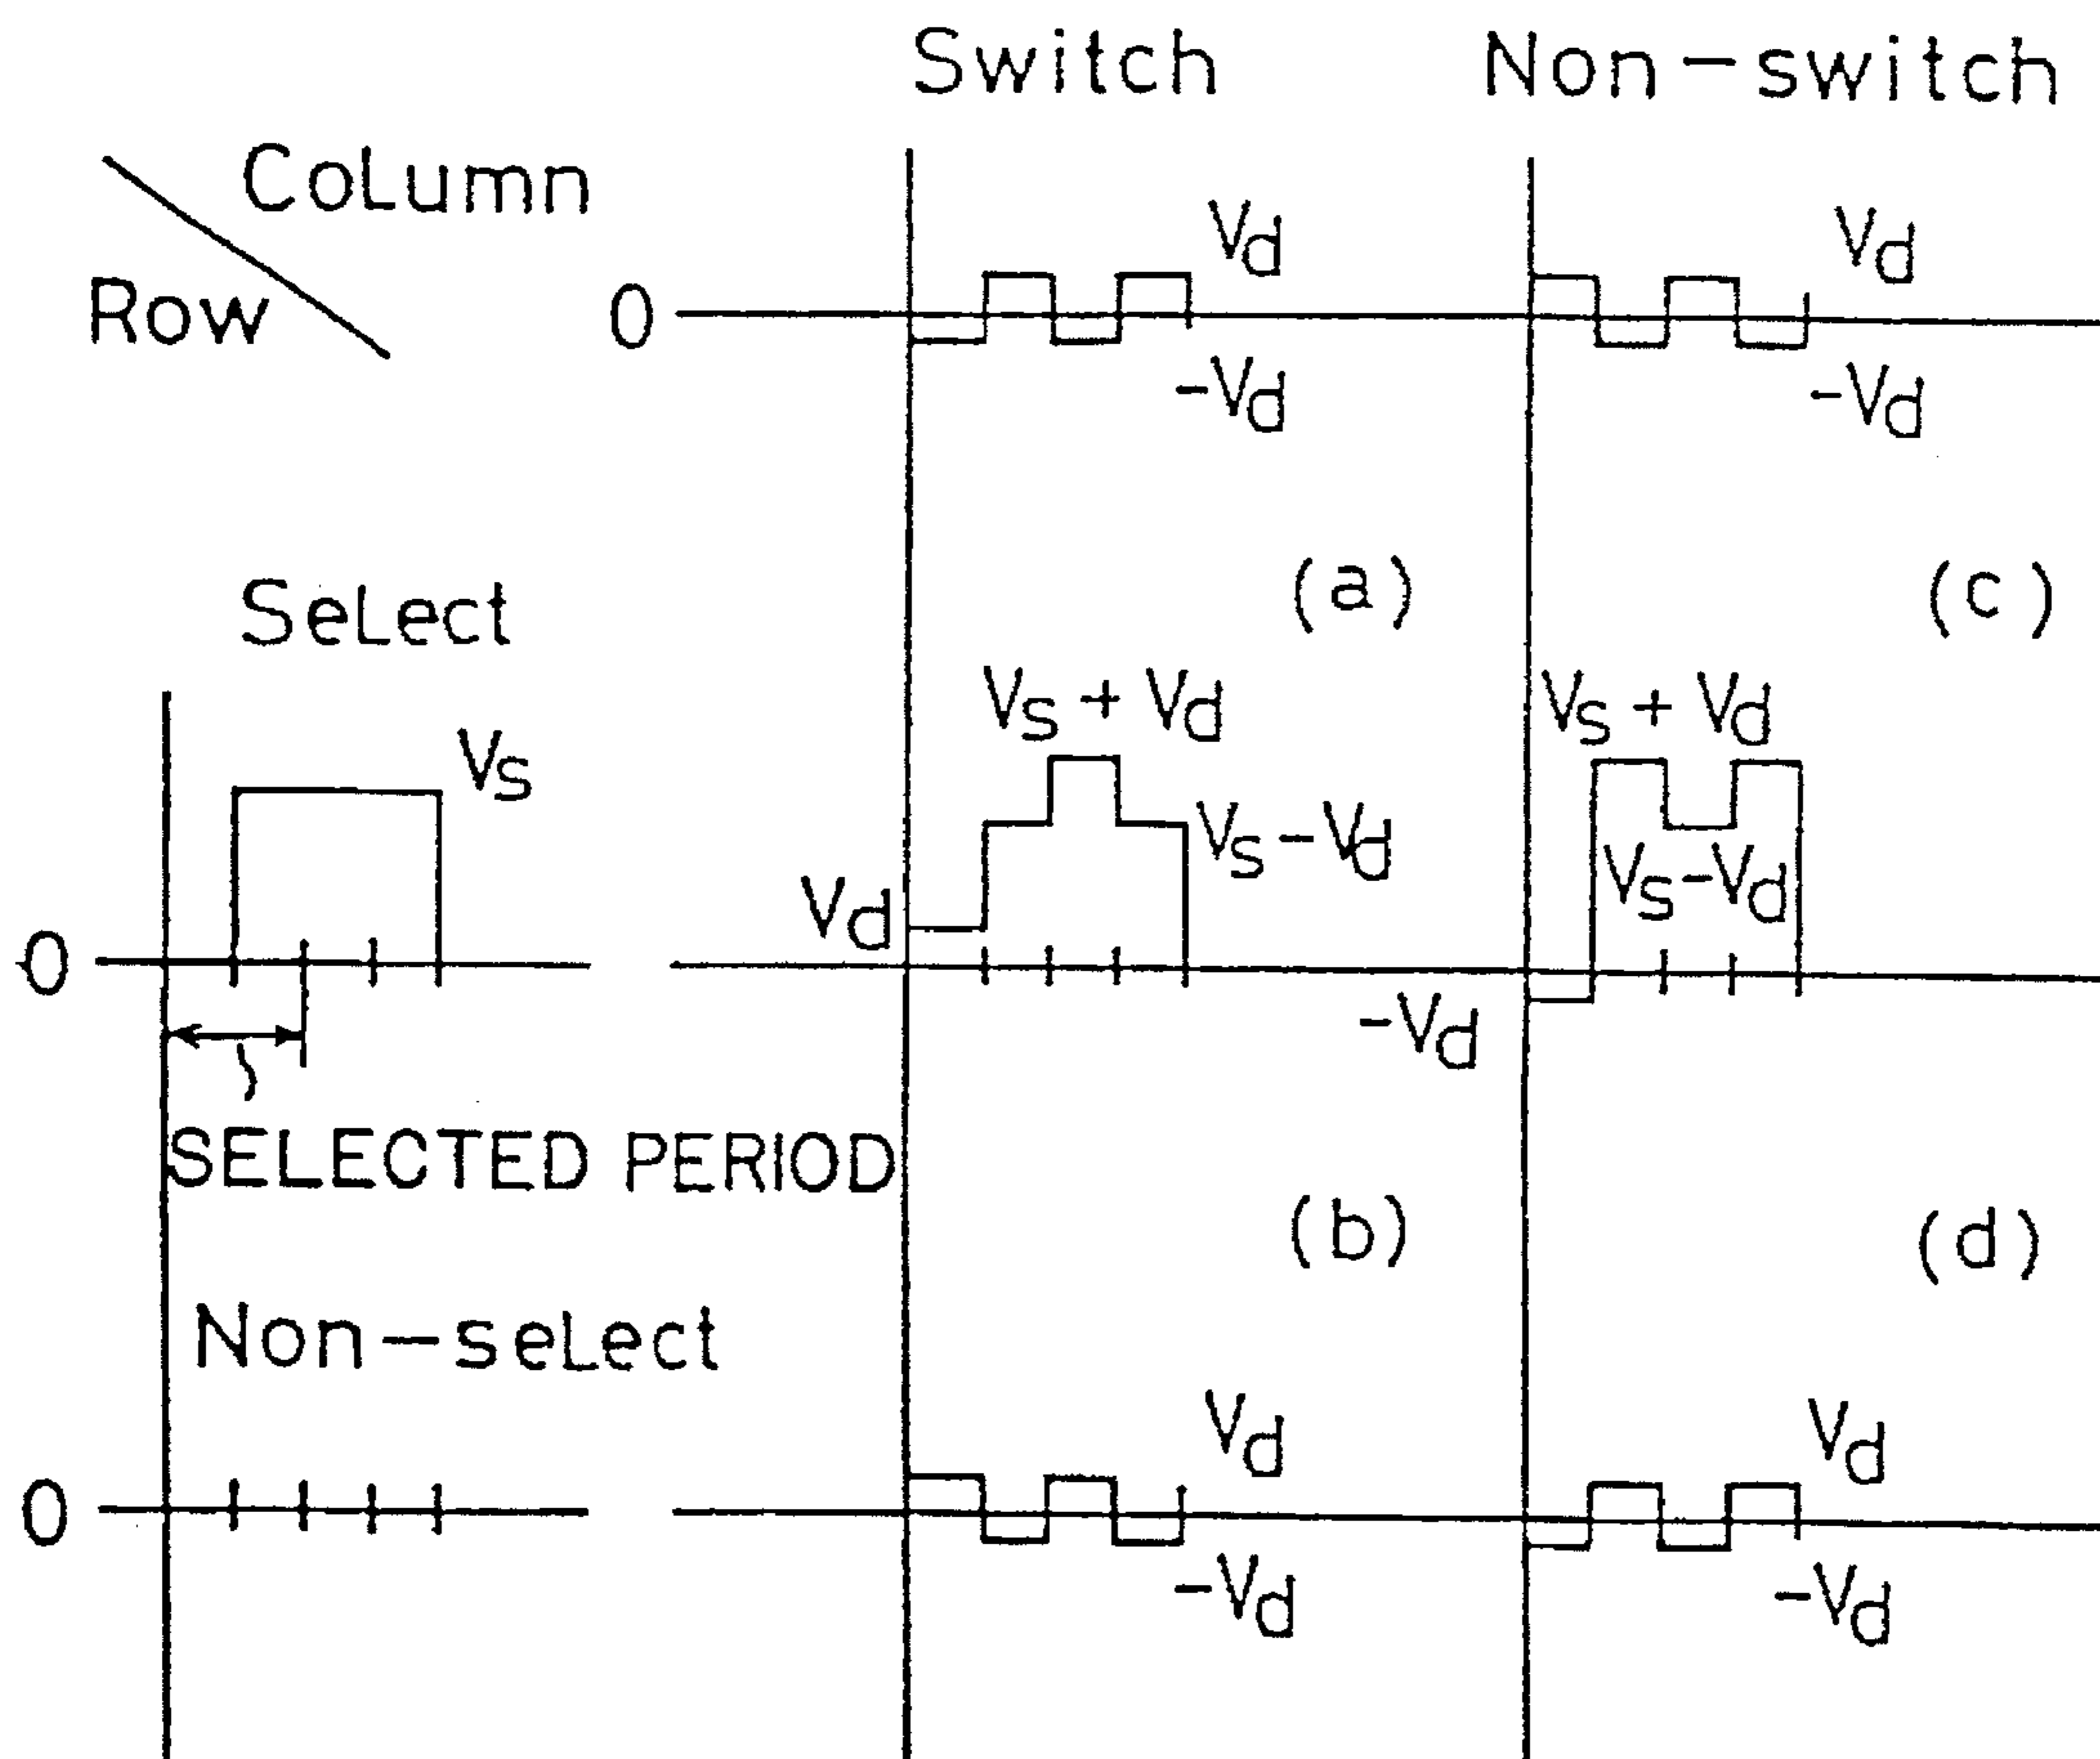 Switch
Non-switch
Column
Row
0
Vd
-Vd
Vd
-Vd
(a)
(c)
Select
Vs
0
SELECTED PERIOD
Vs + Vd
Vs - Vd
Vd
Vs + Vd
Vs - Vd
-Vd
(b)
(d)
Non-select
0
Vd
-Vd
Vd
-Vd